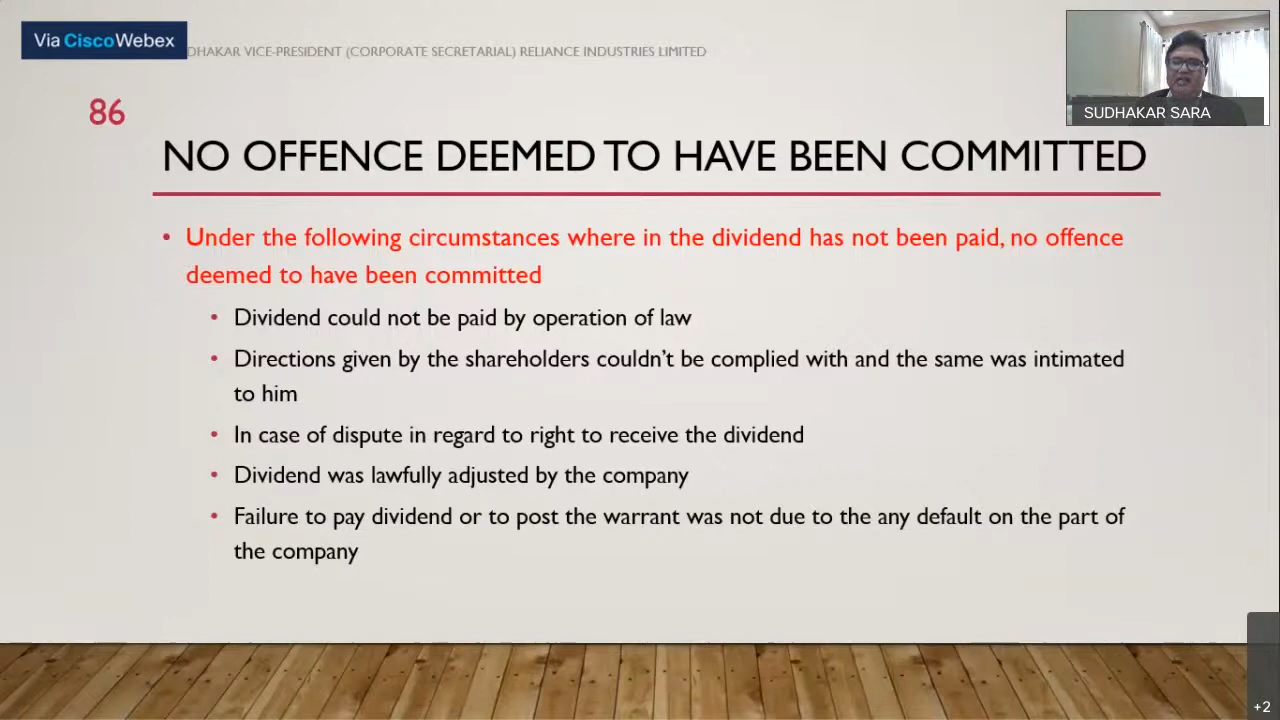 Via CiscoWebex
DHAKAR VICE-PRESIDENT (CORPORATE SECRETARIAL) RELIANCE INDUSTRIES LIMITED
SUDHAKAR SARA
86
NO OFFENCE DEEMED TO HAVE BEEN COMMITTED
• Under the following circumstances where in the dividend has not been paid, no offence
deemed to have been committed
• Dividend could not be paid by operation of law
• Directions given by the shareholders couldn't be complied with and the same was intimated
to him
• In case of dispute in regard to right to receive the dividend
• Dividend was lawfully adjusted by the company
• Failure to pay dividend or to post the warrant was not due to the any default on the part of
the company
+2